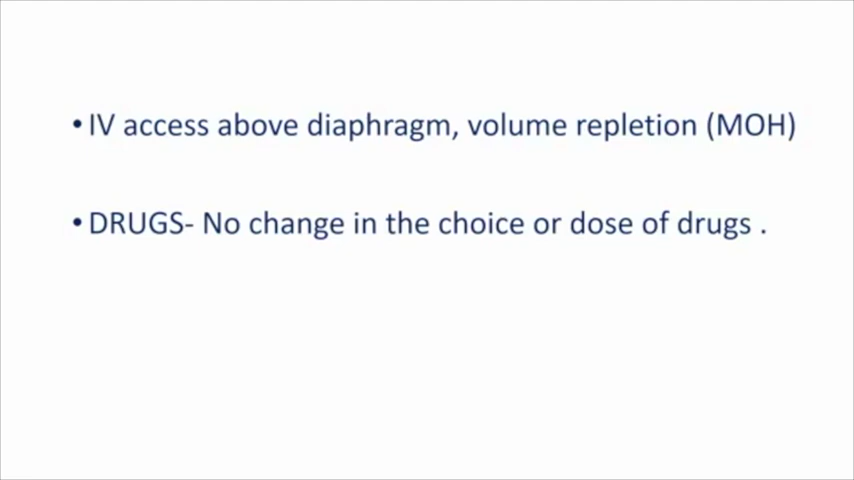 • IV access above diaphragm, volume repletion (MOH)
• DRUGS- No change in the choice or dose of drugs .